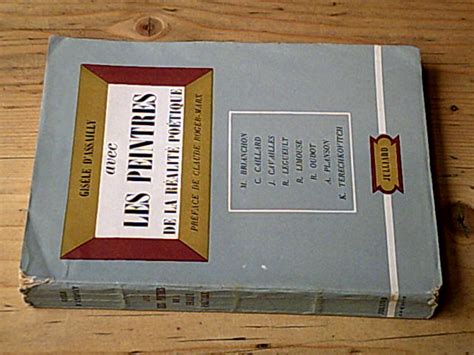 GISÈLE D'ASSAILLY
avec
LES PEINTRES
DE LA RÉALITÉ POÉTIQUE
PRÉFACE DE CLAUDE ROGER-MARX
M. BRIANCHON
C. CAILLARD
J. CAVAILLES
R. LEGUEULT
R. LIMOUSE
R. OUDOT
A. PLANSON
K. TERECHKOVITCH
JULLIARD